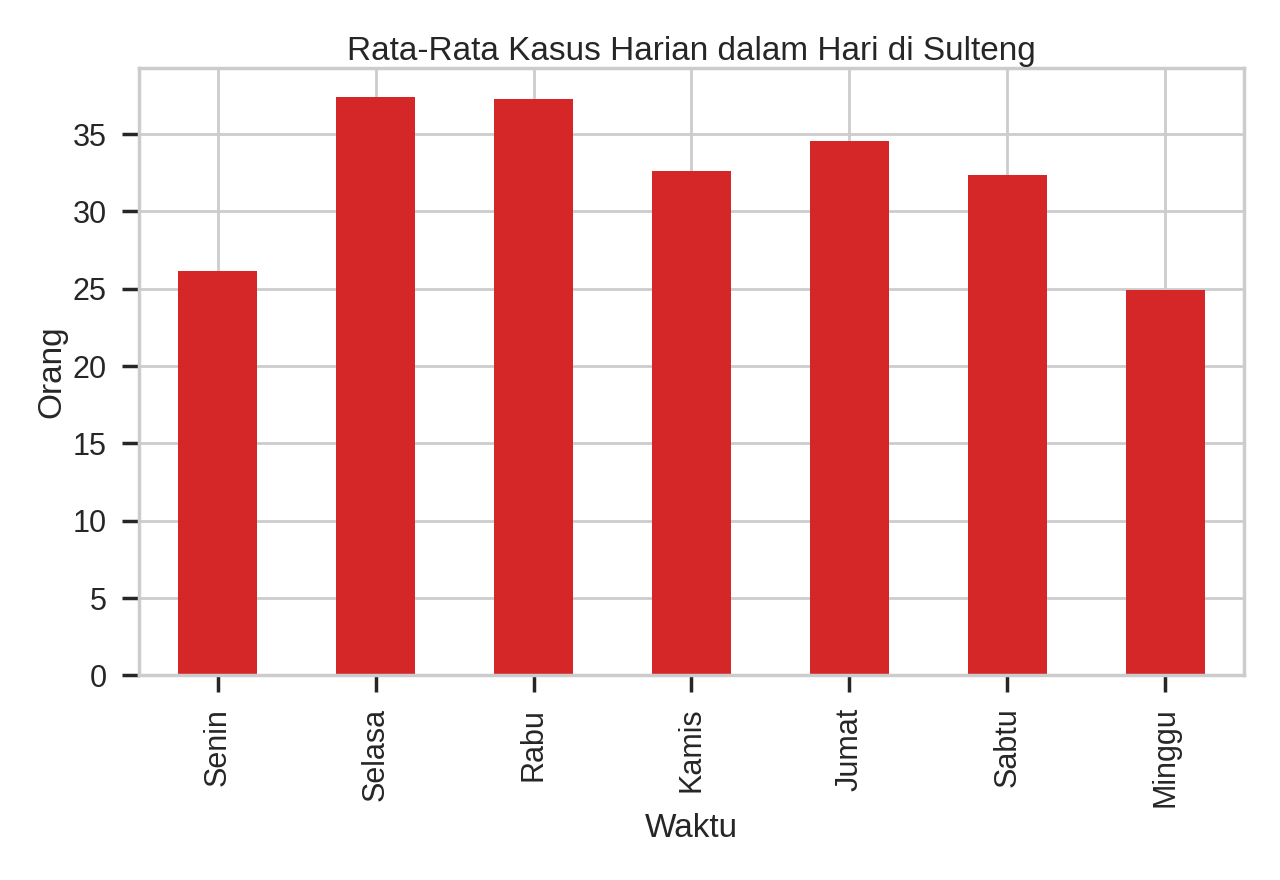 Rata-Rata Kasus Harian dalam Hari di Sulteng
Orang
35
30
25
20
15
10
5
0
Senin
Selasa
Rabu
Kamis
Jumat
Sabtu
Minggu
Waktu